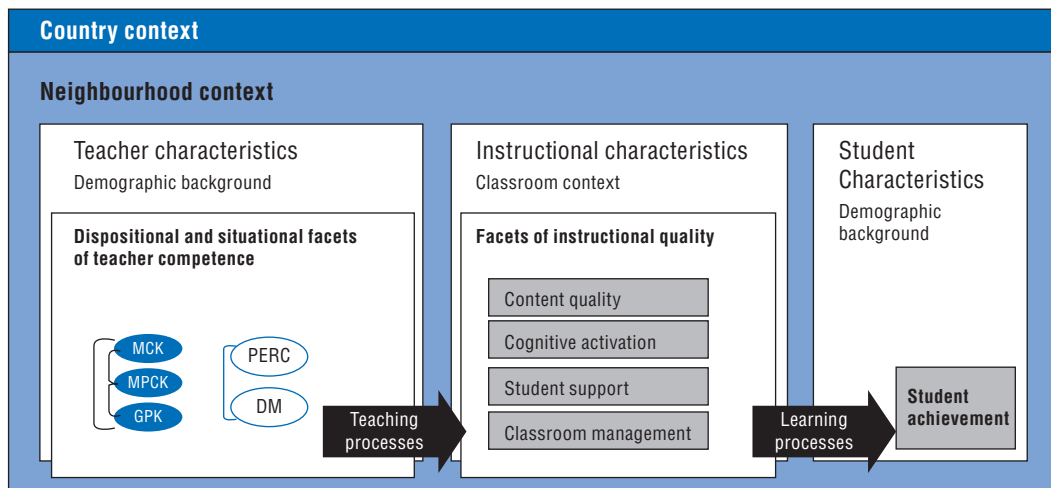 Country context
Neighbourhood context
Teacher characteristics
Demographic background
Dispositional and situational facets
of teacher competence
MCK
MPCK
GPK
PERC
DM
Teaching
processes
Instructional characteristics
Classroom context
Facets of instructional quality
Content quality
Cognitive activation
Student support
Classroom management
Learning
processes
Student
Characteristics
Demographic
background
Student
achievement